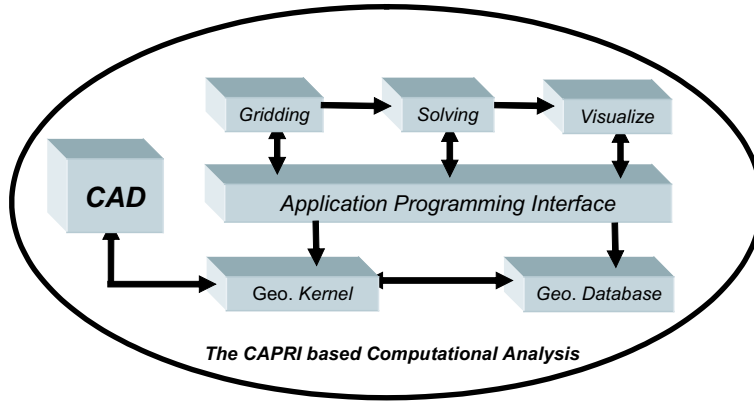 Gridding
Solving
Visualize
CAD
Application Programming Interface
Geo. Kernel
Geo. Database
The CAPRI based Computational Analysis